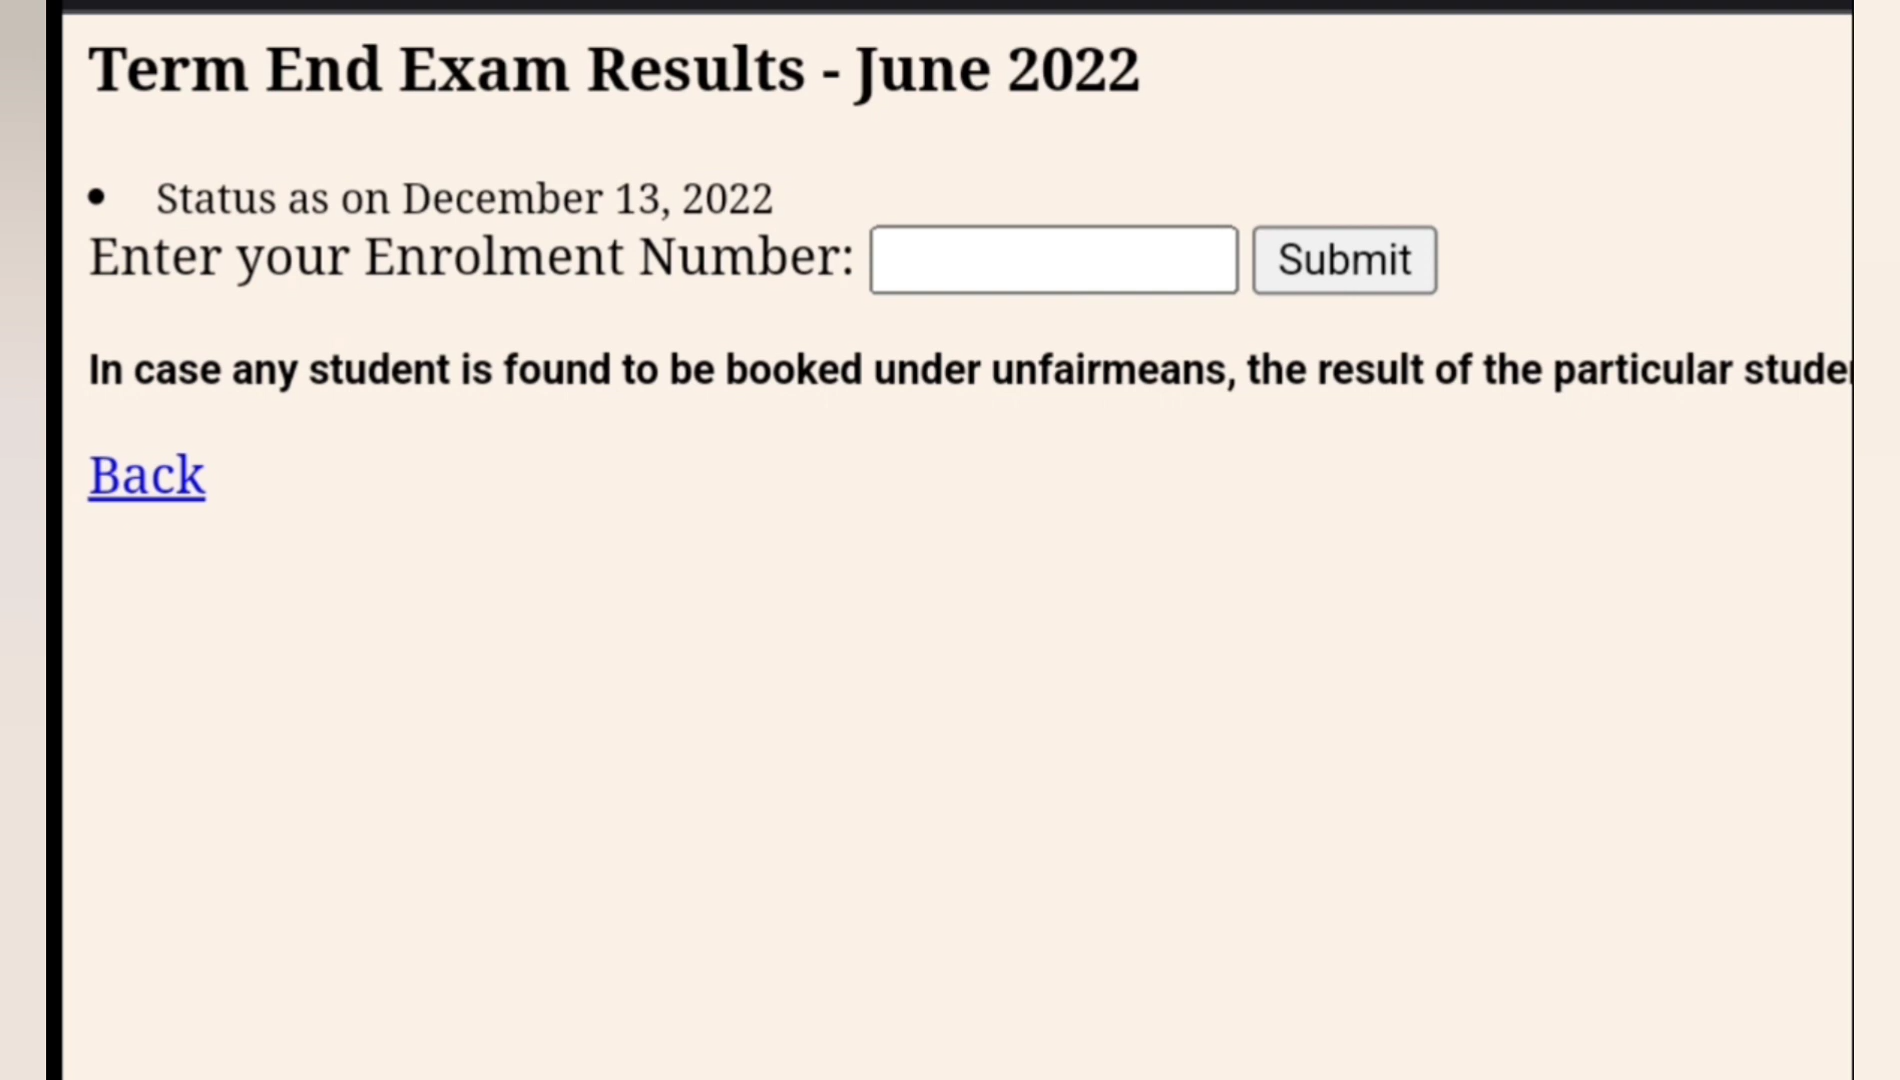 Term End Exam Results - June 2022
• Status as on December 13, 2022
Enter your Enrolment Number: Submit
In case any student is found to be booked under unfairmeans, the result of the particular
Back